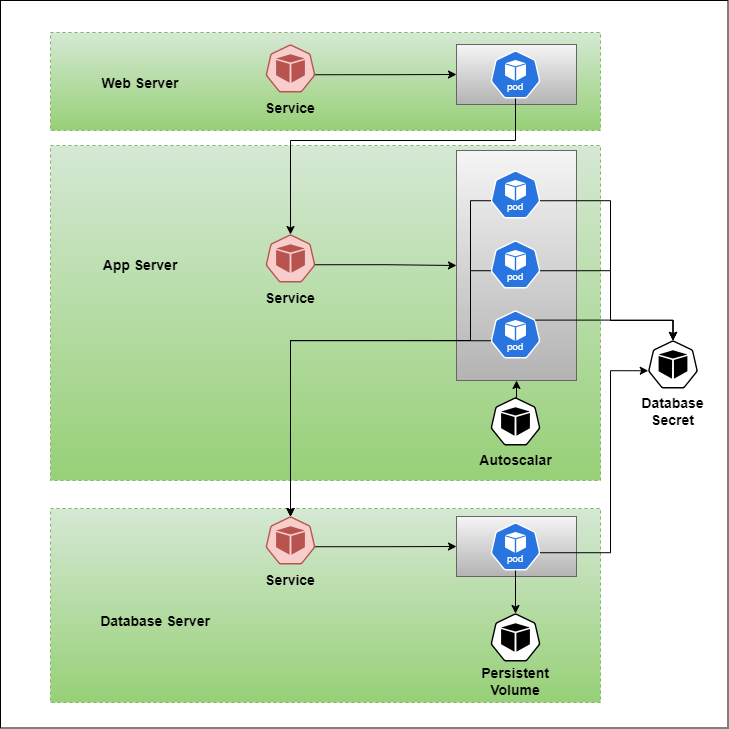 Web Server
Service
pod
App Server
Service
pod
pod
pod
Autoscalar
Database
Secret
Database Server
Service
pod
Persistent
Volume